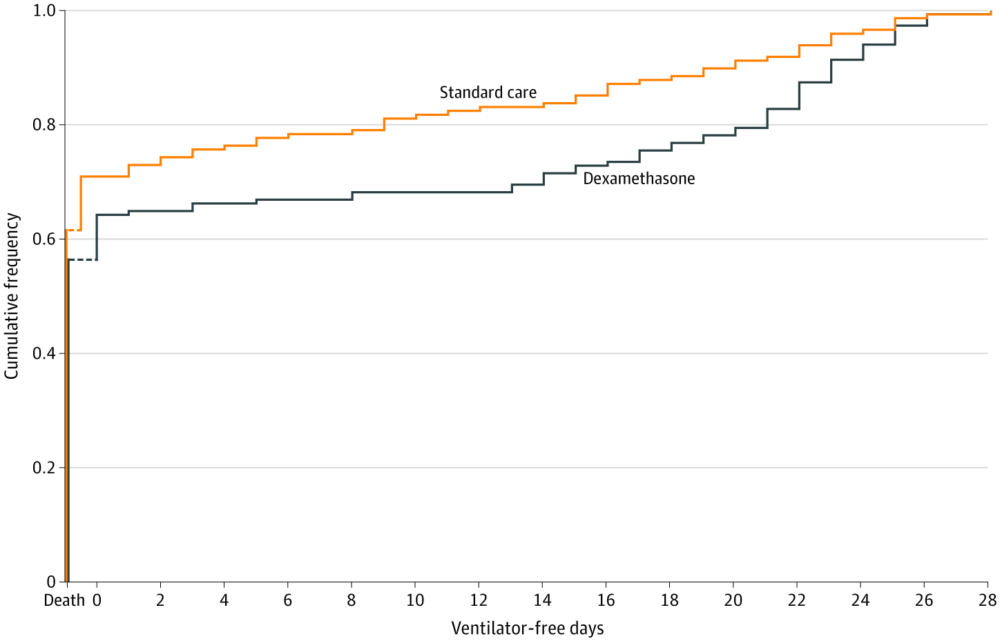 1.0
0.8
0.6
0.4
0.2
0
Cumulative frequency
Standard care
Dexamethasone
Death 0 2 4 6 8 10 12 14 16 18 20 22 24 26 28
Ventilator-free days